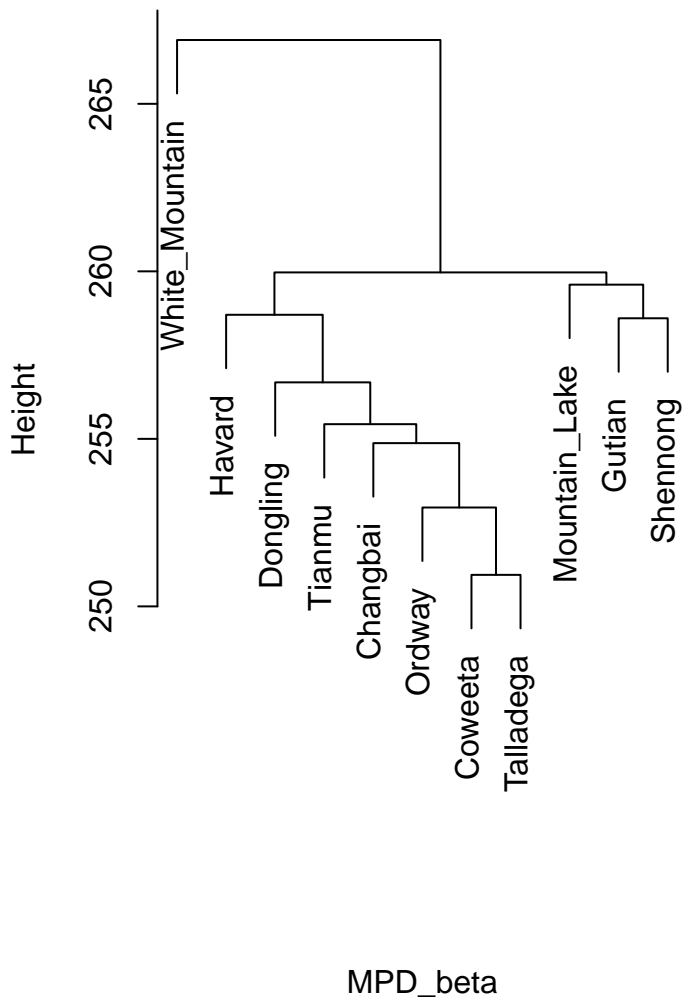 265
260
255
250
Height
White_Mountain
Havard
Dongling
Tianmu
Changbai
Ordway
Coweeta
Talladega
Mountain_Lake
Gutian
Shennong
MPD_beta